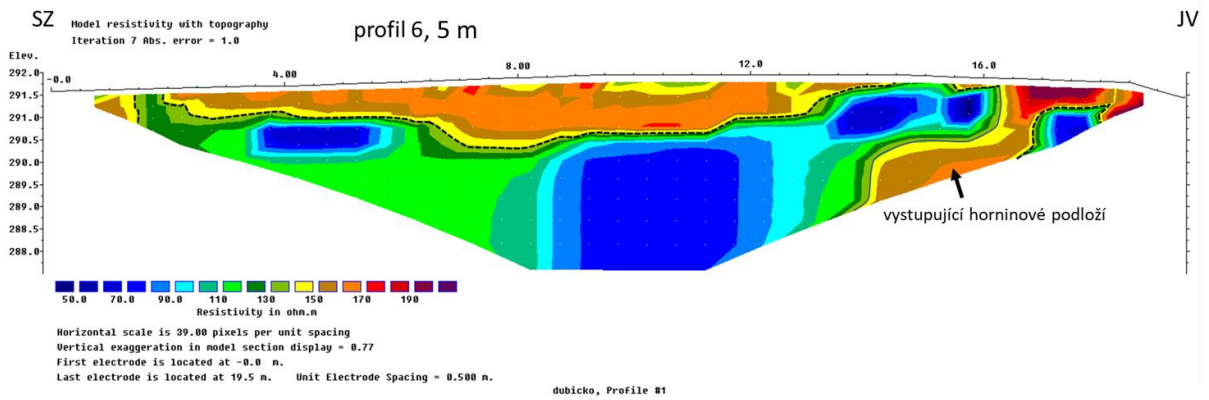 SZ
Model resistivity with topography
profil 6, 5 m
JV
Iteration 7 Abs. error = 1.0
Elev.
-0.0 4.00 8.00 12.0 16.0
292.0
291.5
291.0
290.5
290.0
289.5
289.0
288.5
288.0
vystupující horninové podloží
50.0 70.0 90.0 110 130 150 170 190
Resistivity in ohm.m
Horizontal scale is 39.00 pixels per unit spacing
Vertical exaggeration in model section display = 0.77
First electrode is located at -0.0 m.
Last electrode is located at 19.5 m. Unit Electrode Spacing = 0.500 m.
dubicko, Profile #1